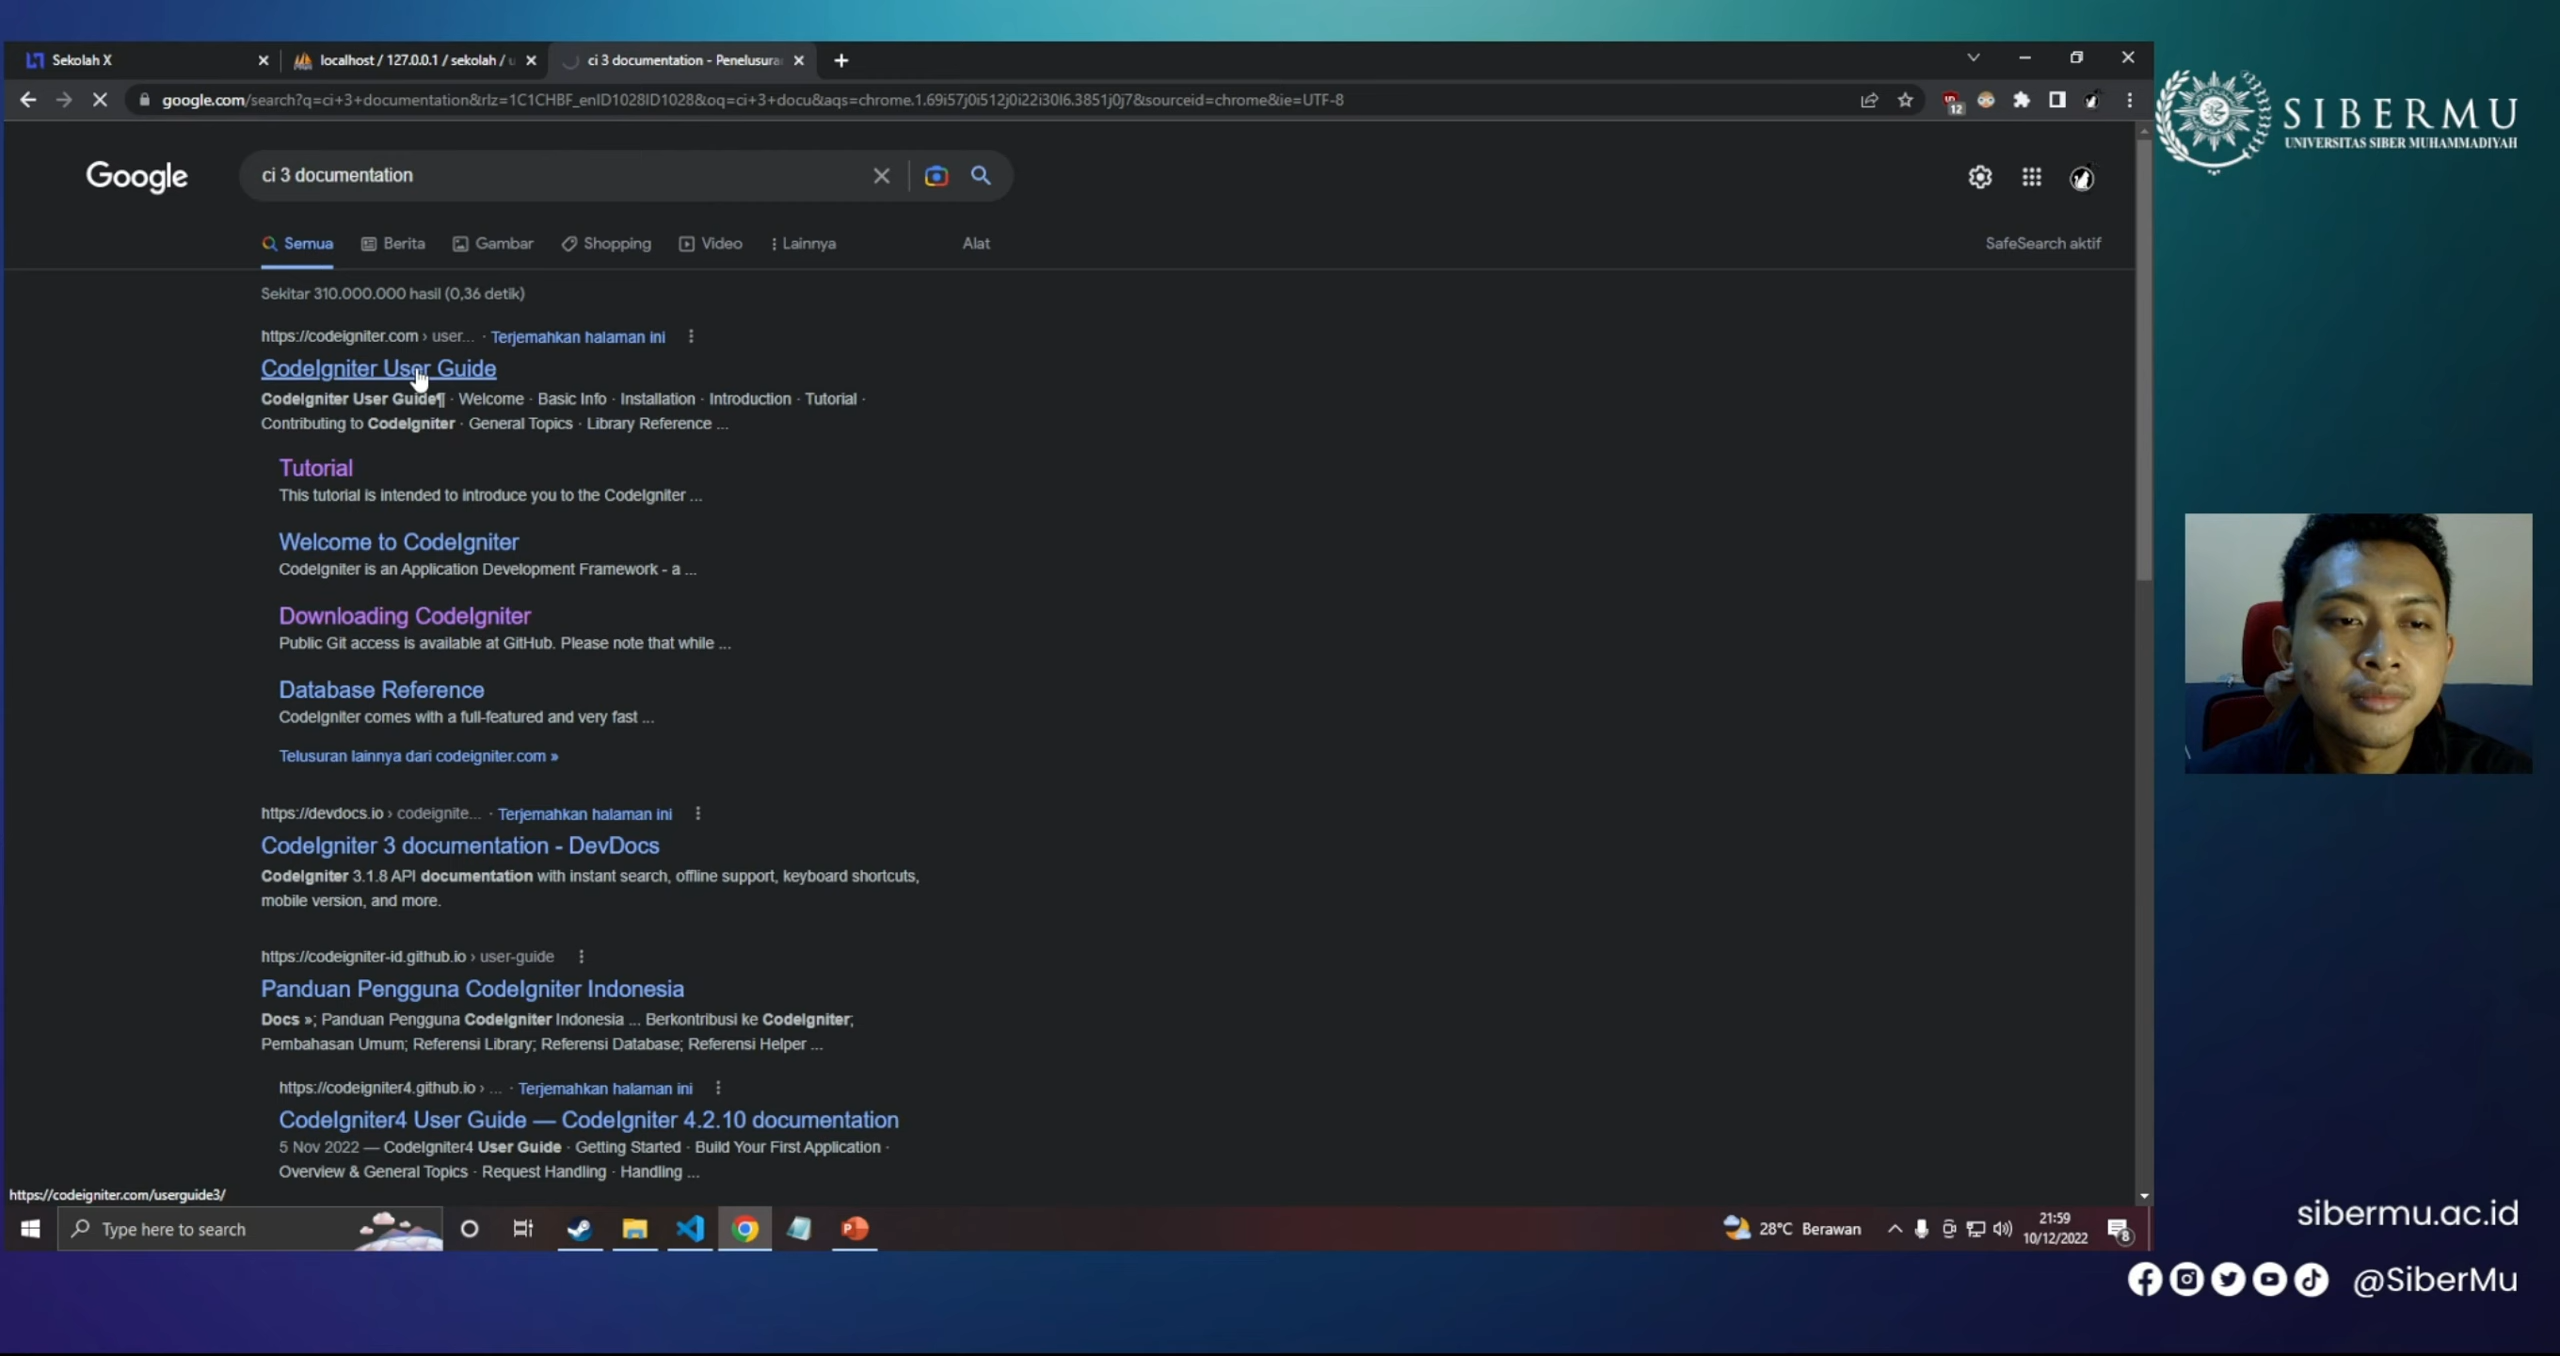 Sekolah X
localhost / 127.0.0.1 / sekolah / u
ci 3 documentation - Penelusura
google.com/search?q=ci+3+documentation&rlz=1C1CHBF_enID1028ID1028&oq=ci+3+docu&aqs=chrome.1.69i57j0i512j0i22i30l6.3851j0j7&sourceid=chrome&ie=UTF-8
12
SIBERMU
UNIVERSITAS SIBER MUHAMMADIYAH
Google
ci 3 documentation
Semua
Berita
Gambar
Shopping
Video
Lainnya
Alat
SafeSearch aktif
Sekitar 310.000.000 hasil (0,36 detik)
https://codeigniter.com › user... · Terjemahkan halaman ini
CodeIgniter User Guide
CodeIgniter User Guide¶ · Welcome · Basic Info · Installation · Introduction · Tutorial ·
Contributing to CodeIgniter · General Topics · Library Reference ...
Tutorial
This tutorial is intended to introduce you to the CodeIgniter ...
Welcome to CodeIgniter
CodeIgniter is an Application Development Framework - a ...
Downloading CodeIgniter
Public Git access is available at GitHub. Please note that while ...
Database Reference
CodeIgniter comes with a full-featured and very fast ...
Telusuran lainnya dari codeigniter.com »
https://devdocs.io › codeignite... · Terjemahkan halaman ini
CodeIgniter 3 documentation - DevDocs
CodeIgniter 3.1.8 API documentation with instant search, offline support, keyboard shortcuts,
mobile version, and more.
https://codeigniter-id.github.io › user-guide
Panduan Pengguna CodeIgniter Indonesia
Docs »; Panduan Pengguna CodeIgniter Indonesia ... Berkontribusi ke CodeIgniter;
Pembahasan Umum; Referensi Library; Referensi Database; Referensi Helper ...
https://codeigniter4.github.io › ... · Terjemahkan halaman ini
CodeIgniter4 User Guide — CodeIgniter 4.2.10 documentation
5 Nov 2022 — CodeIgniter4 User Guide · Getting Started · Build Your First Application ·
Overview & General Topics · Request Handling · Handling ...
https://codeigniter.com/userguide3/
Type here to search
28°C Berawan
21:59
10/12/2022
8
sibermu.ac.id
@SiberMu